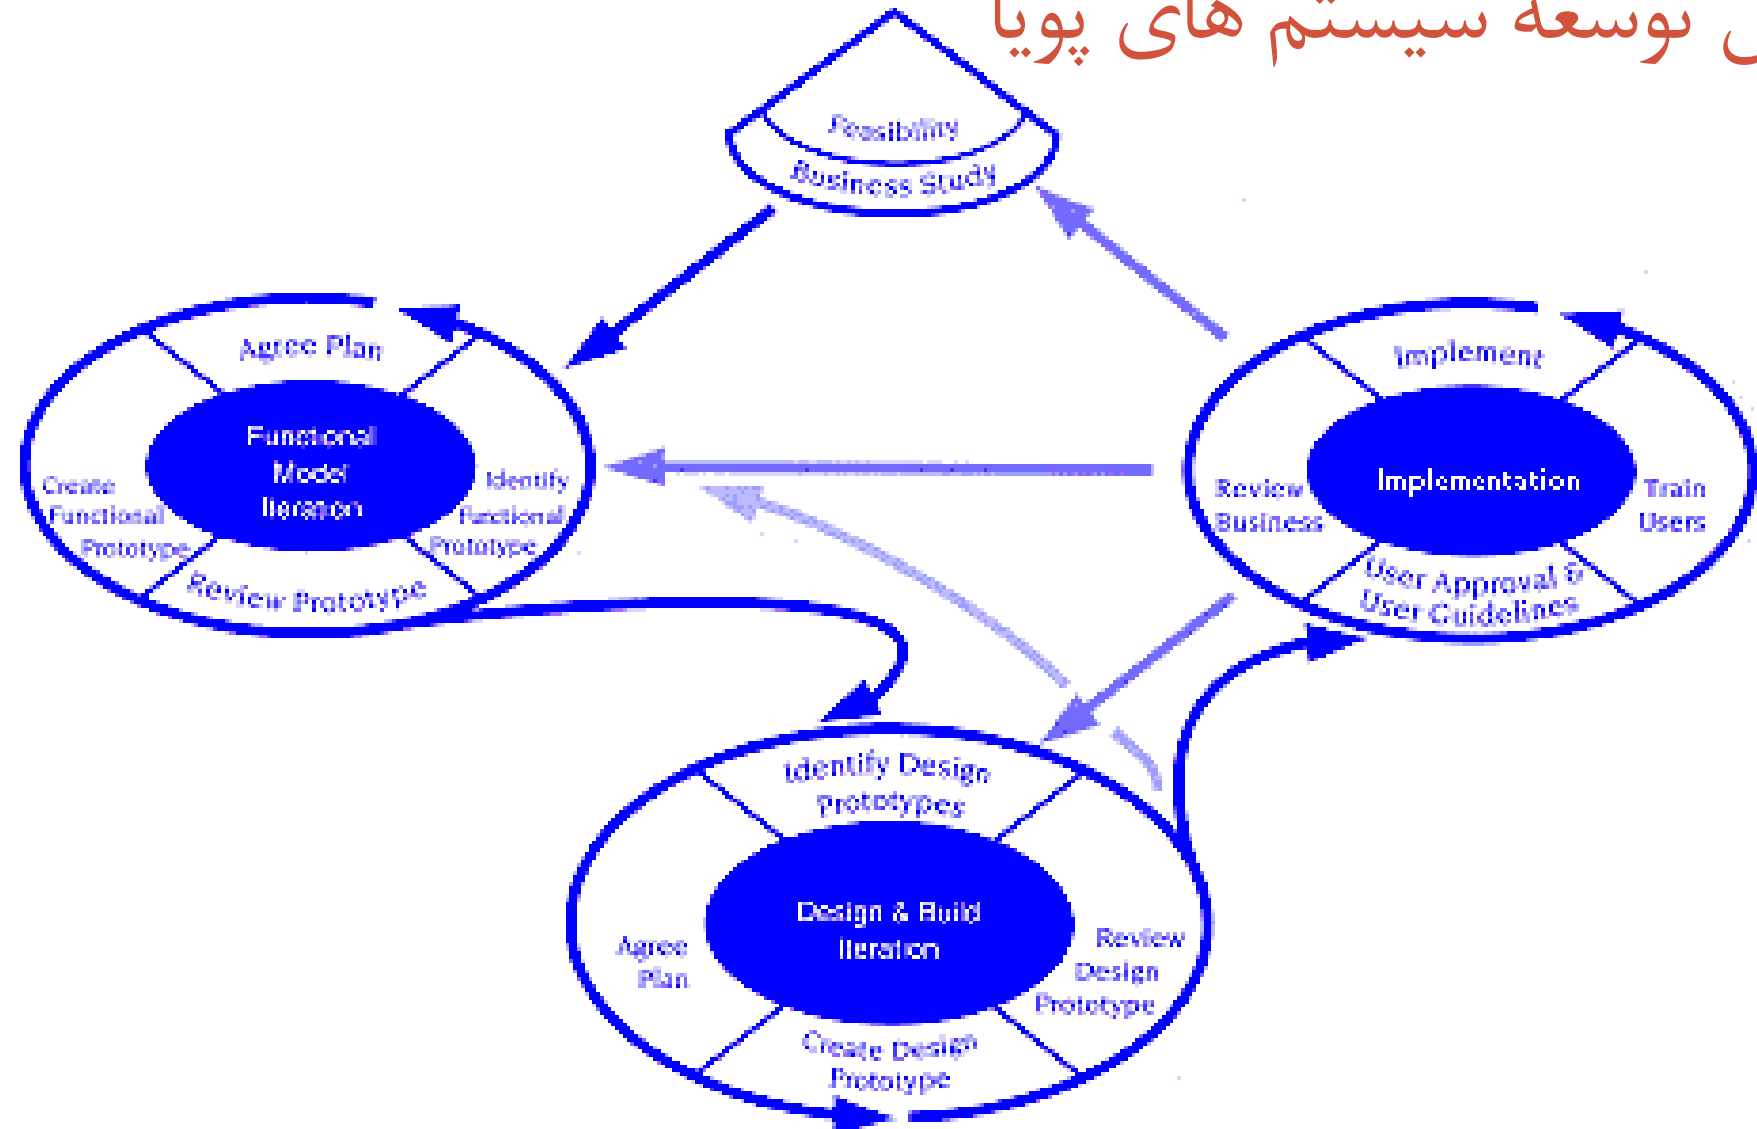 توسعه سیستم های پویا
Feasibility
Business Study
Agree Plan
Functional
Model
Iteration
Create
Functional
Prototype
Identify
Functional
Prototype
Review Prototype
Implement
Implementation
Review
Business
Train
Users
User Approval &
User Guidelines
Identify Design
Prototypes
Design & Build
Iteration
Agree
Plan
Review
Design
Prototype
Create Design
Prototype